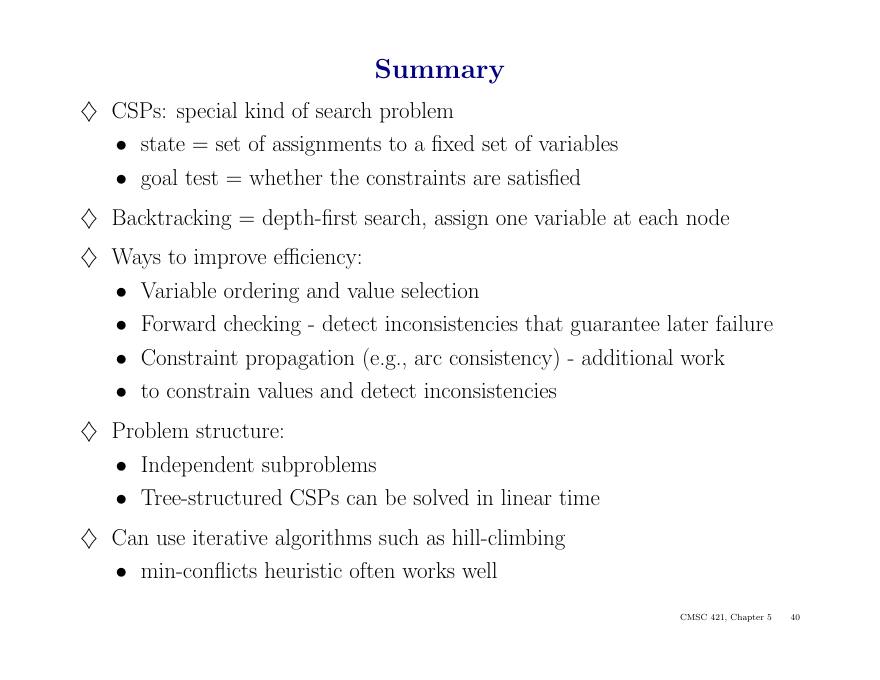 Summary
♢ CSPs: special kind of search problem
• state = set of assignments to a fixed set of variables
• goal test = whether the constraints are satisfied
♢ Backtracking = depth-first search, assign one variable at each node
♢ Ways to improve efficiency:
• Variable ordering and value selection
• Forward checking - detect inconsistencies that guarantee later failure
• Constraint propagation (e.g., arc consistency) - additional work
• to constrain values and detect inconsistencies
♢ Problem structure:
• Independent subproblems
• Tree-structured CSPs can be solved in linear time
♢ Can use iterative algorithms such as hill-climbing
• min-conflicts heuristic often works well
CMSC 421, Chapter 5 40